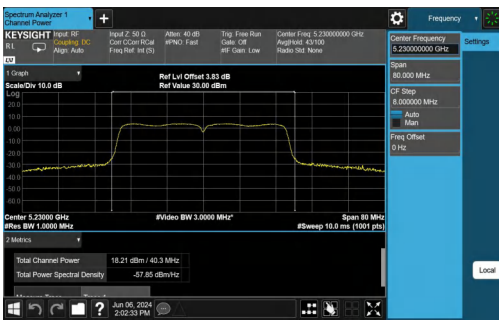 Spectrum Analyzer 1
Channel Power
+
Frequency
KEYSIGHT
RL
Input: RF
Coupling: DC
Align: Auto
Input Z: 50 Ω
Corr CCorr RCal
Freq Ref: Int (S)
Atten: 40 dB
#PNO: Fast
Trig: Free Run
Gate: Off
#IF Gain: Low
Center Freq: 5.230000000 GHz
Avg|Hold: 43/100
Radio Std: None
LVI
Center Frequency
5.230000000 GHz
Settings
Span
80.000 MHz
CF Step
8.000000 MHz
Auto
Man
Freq Offset
0 Hz
1 Graph
Scale/Div 10.0 dB
Ref Lvl Offset 3.83 dB
Ref Value 30.00 dBm
Log
20.0
10.0
0.00
-10.0
-20.0
-30.0
-40.0
-50.0
-60.0
Center 5.23000 GHz
#Res BW 1.0000 MHz
#Video BW 3.0000 MHz*
Span 80 MHz
#Sweep 10.0 ms (1001 pts)
2 Metrics
Total Channel Power 18.21 dBm / 40.3 MHz
Total Power Spectral Density -57.85 dBm/Hz
Local
?
Jun 06, 2024
2:02:33 PM